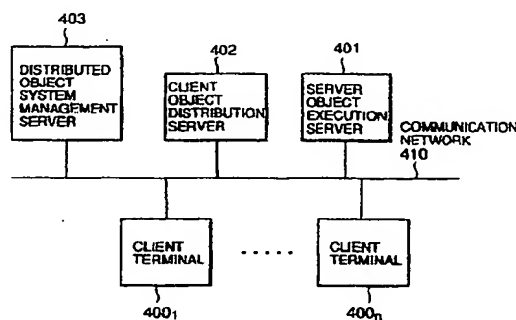 403
402
401
DISTRIBUTED
OBJECT
SYSTEM
MANAGEMENT
SERVER
CLIENT
OBJECT
DISTRIBUTION
SERVER
SERVER
OBJECT
EXECUTION
SERVER
COMMUNICATION
NETWORK
410
CLIENT
TERMINAL
.....
CLIENT
TERMINAL
400₁
400ₙ